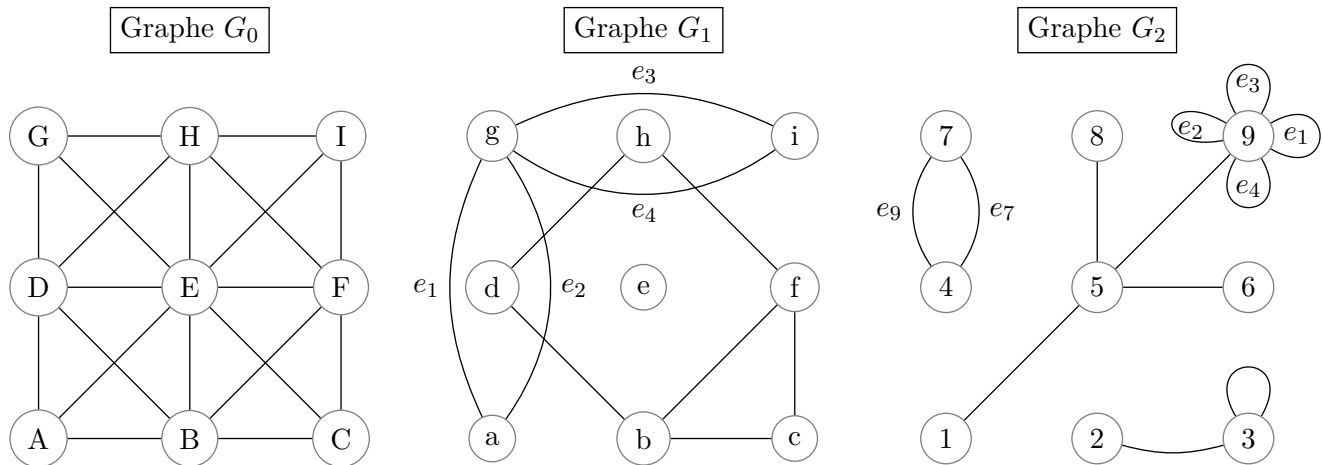 Graphe G₀ Graphe G₁ Graphe G₂
e₃ e₃
G H I g h i 7 8 e₂ 9 e₁
e₄ e₄
e₉ e₇
D E F e₁ d e₂ e f 4 5 6
A B C a b c 1 2 3